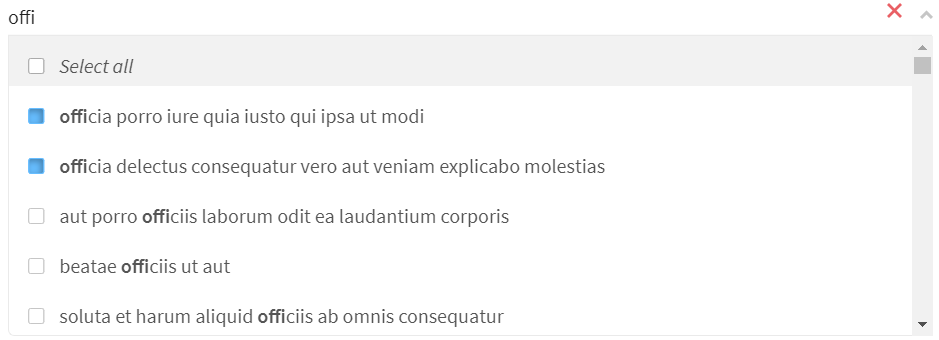 offi
Select all
officia porro iure quia iusto qui ipsa ut modi
officia delectus consequatur vero aut veniam explicabo molestias
aut porro officiis laborum odit ea laudantium corporis
beatae officiis ut aut
soluta et harum aliquid officiis ab omnis consequatur